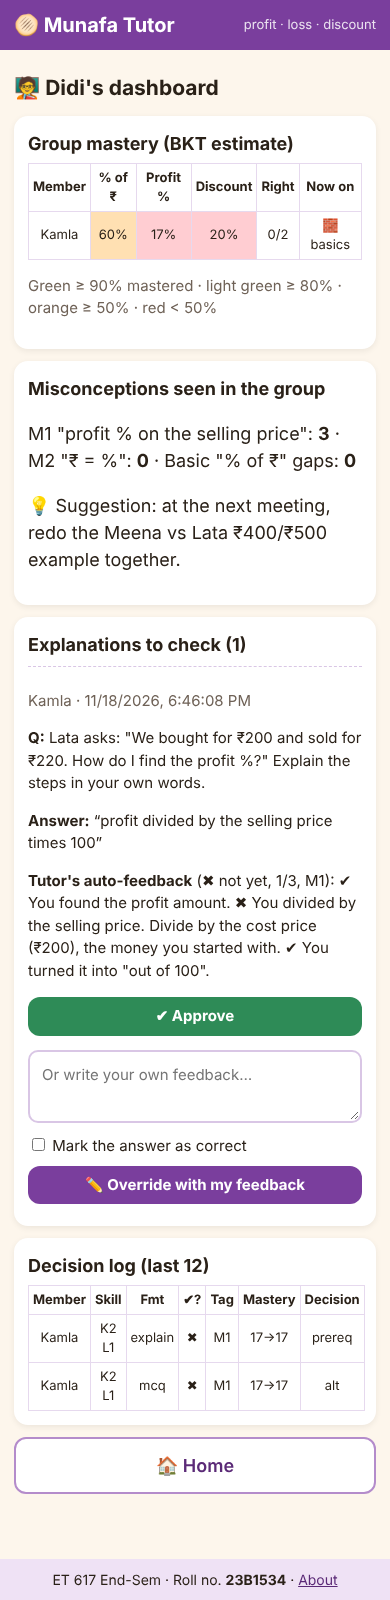 Munafa Tutor
profit · loss · discount
🧑‍🏫 Didi's dashboard
Group mastery (BKT estimate)
Member % of ₹ Profit % Discount Right Now on
Kamla 60% 17% 20% 0/2 🧱 basics
Green ≥ 90% mastered · light green ≥ 80% ·
orange ≥ 50% · red < 50%
Misconceptions seen in the group
M1 "profit % on the selling price": 3 ·
M2 "₹ = %": 0 · Basic "% of ₹" gaps: 0
💡 Suggestion: at the next meeting,
redo the Meena vs Lata ₹400/₹500
example together.
Explanations to check (1)
Kamla · 11/18/2026, 6:46:08 PM
Q: Lata asks: "We bought for ₹200 and sold for
₹220. How do I find the profit %?" Explain the
steps in your own words.
Answer: “profit divided by the selling price
times 100”
Tutor's auto-feedback (✖ not yet, 1/3, M1): ✔
You found the profit amount. ✖ You divided by
the selling price. Divide by the cost price
(₹200), the money you started with. ✔ You
turned it into "out of 100".
✔ Approve
Or write your own feedback...
Mark the answer as correct
✏️ Override with my feedback
Decision log (last 12)
Member Skill Fmt ✔? Tag Mastery Decision
Kamla K2 L1 explain ✖ M1 17→17 prereq
Kamla K2 L1 mcq ✖ M1 17→17 alt
🏠 Home
ET 617 End-Sem · Roll no. 23B1534 · About